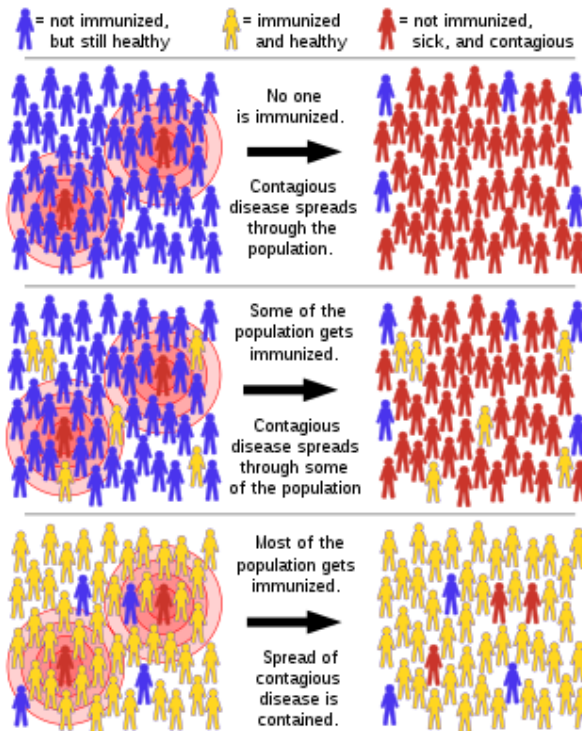 = not immunized,
but still healthy
= immunized
and healthy
= not immunized,
sick, and contagious
No one
is immunized.
Contagious
disease spreads
through the
population.
Some of the
population gets
immunized.
Contagious
disease spreads
through some
of the population
Most of the
population gets
immunized.
Spread of
contagious
disease is
contained.